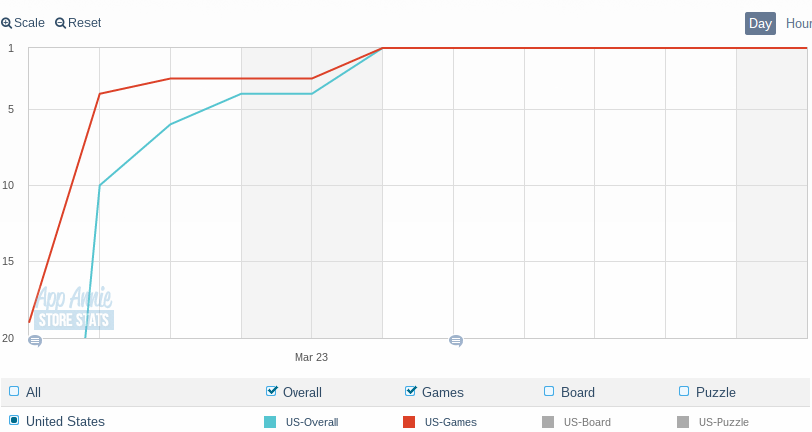 Scale Reset Day Hour
1
5
10
15
App Annie
STORE STATS
20
Mar 23
All Overall Games Board Puzzle
United States US-Overall US-Games US-Board US-Puzzle